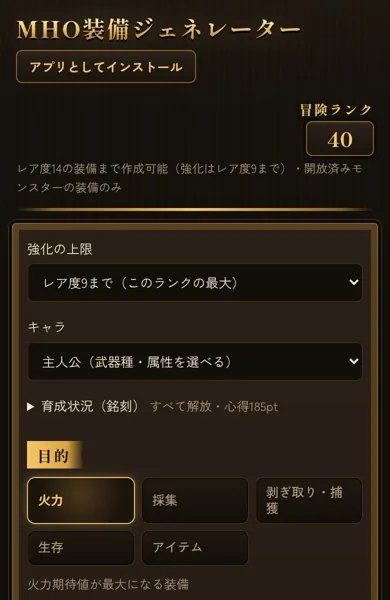 MHO装備ジェネレーター
アプリとしてインストール
冒険ランク
40
レア度14の装備まで作成可能（強化はレア度9まで）・開放済みモ
ンスターの装備のみ
強化の上限
レア度9まで（このランクの最大）
キャラ
主人公（武器種・属性を選べる）
▶ 育成状況（銘刻） すべて解放・心得185pt
目的
火力
採集
剥ぎ取り・捕
獲
生存
アイテム
火力期待値が最大になる装備